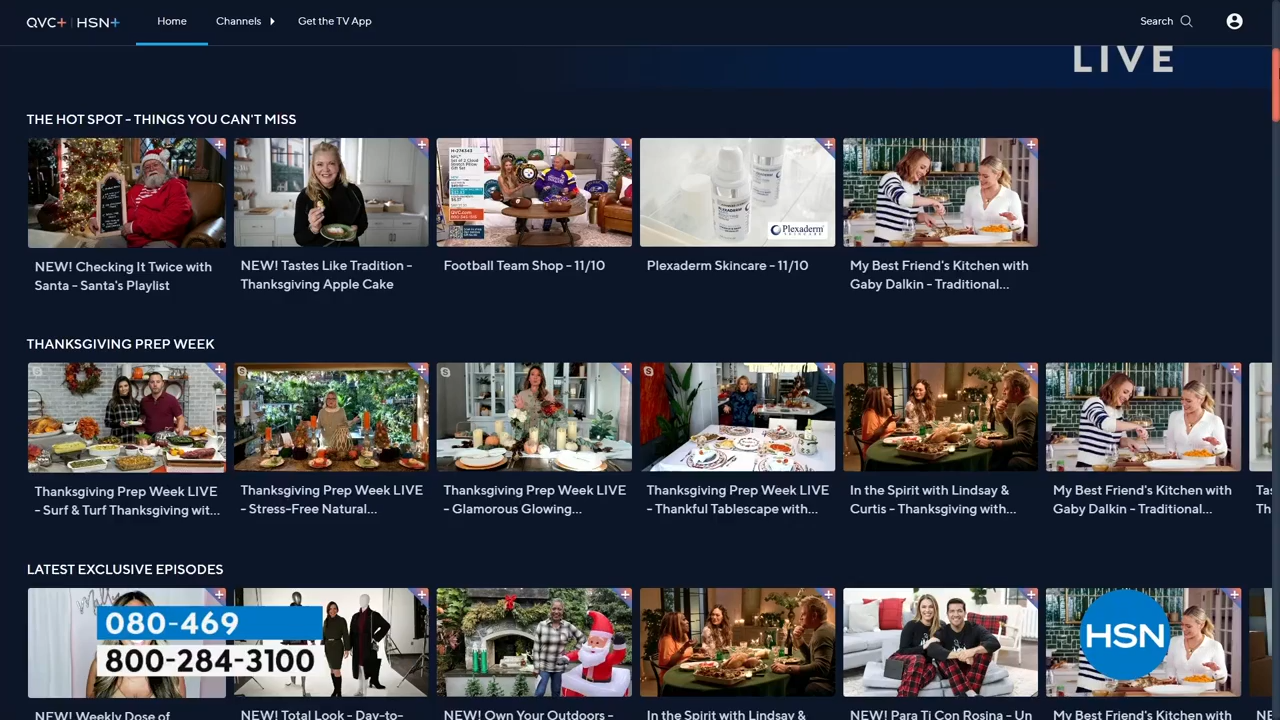 QVC+ | HSN+
Home
Channels
Get the TV App
Search
LIVE
THE HOT SPOT - THINGS YOU CAN'T MISS
Plexaderm
SKINCARE
H-274343
NFL
QVC.com
NEW! Checking It Twice with
Santa - Santa's Playlist
NEW! Tastes Like Tradition -
Thanksgiving Apple Cake
Football Team Shop - 11/10
Plexaderm Skincare - 11/10
My Best Friend's Kitchen with
Gaby Dalkin - Traditional...
THANKSGIVING PREP WEEK
Thanksgiving Prep Week LIVE
- Surf & Turf Thanksgiving wit...
Thanksgiving Prep Week LIVE
- Stress-Free Natural...
Thanksgiving Prep Week LIVE
- Glamorous Glowing...
Thanksgiving Prep Week LIVE
- Thankful Tablescape with...
In the Spirit with Lindsay &
Curtis - Thanksgiving with...
My Best Friend's Kitchen with
Gaby Dalkin - Traditional...
LATEST EXCLUSIVE EPISODES
080-469
800-284-3100
HSN
NEW! Weekly Dose of
NEW! Total Look - Day-to-
NEW! Own Your Outdoors -
In the Spirit with Lindsay &
NEW! Para Ti Con Rosina - Un
My Best Friend's Kitchen with